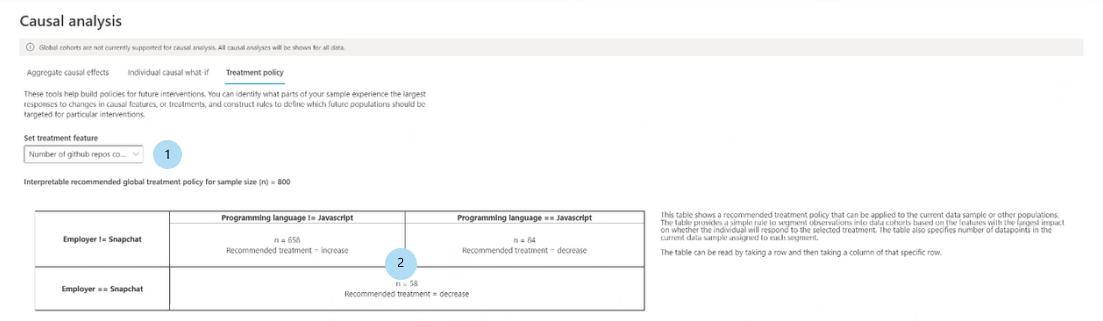 Causal analysis
Global cohorts are not currently supported for causal analysis. All causal analyses will be shown for all data.
Aggregate causal effects Individual causal what-if Treatment policy
These tools help build policies for future interventions. You can identify what parts of your sample experience the largest
responses to changes in causal features, or treatments, and construct rules to define which future populations should be
targeted for particular interventions.
Set treatment feature
Number of github repos co...
1
Interpretable recommended global treatment policy for sample size (n) = 800
Programming language != Javascript Programming language == Javascript
Employer != Snapchat
n = 658
Recommended treatment = increase
n = 84
Recommended treatment = decrease
2
Employer == Snapchat
n = 58
Recommended treatment = decrease
This table shows a recommended treatment policy that can be applied to the current data sample or other populations.
The table provides a simple rule to segment observations into data cohorts based on the features with the largest impact
on whether the individual will respond to the selected treatment. The table also specifies number of datapoints in the
current data sample assigned to each segment.
The table can be read by taking a row and then taking a column of that specific row.